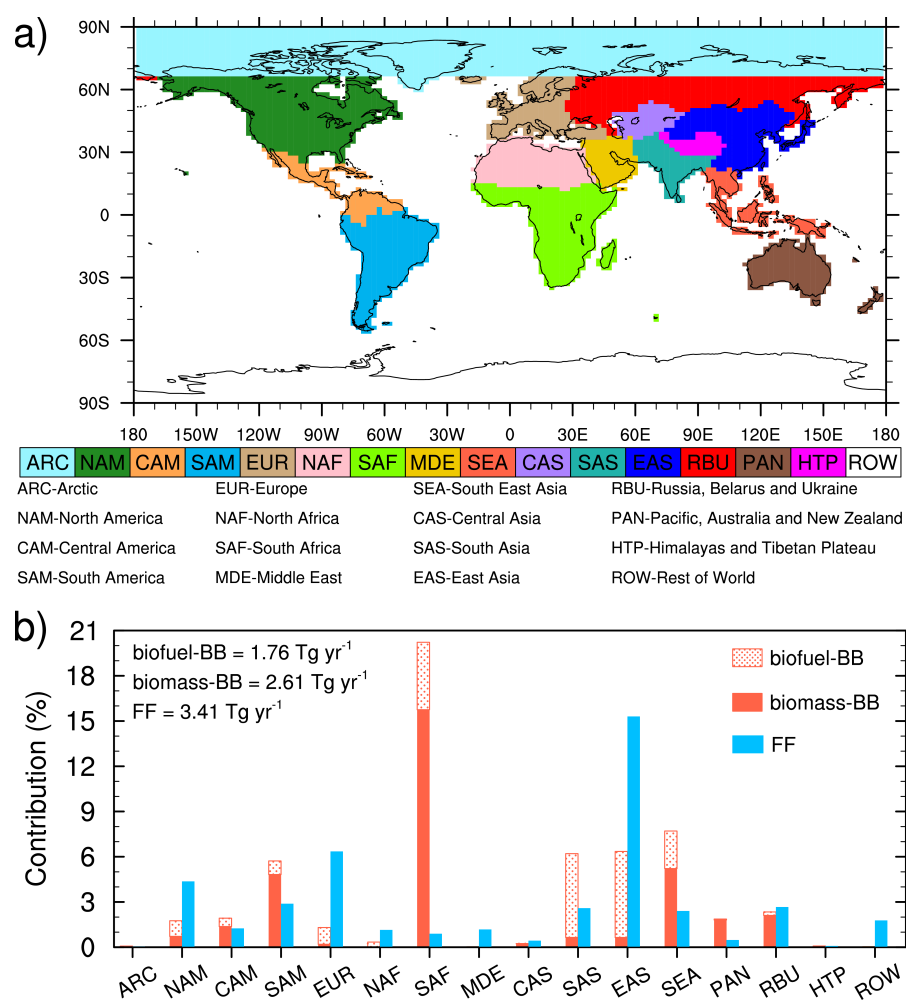 a)
90N
60N
30N
0
30S
60S
90S
180 150W 120W 90W 60W 30W 0 30E 60E 90E 120E 150E 180
ARC NAM CAM SAM EUR NAF SAF MDE SEA CAS SAS EAS RBU PAN HTP ROW
ARC-Arctic EUR-Europe SEA-South East Asia RBU-Russia, Belarus and Ukraine
NAM-North America NAF-North Africa CAS-Central Asia PAN-Pacific, Australia and New Zealand
CAM-Central America SAF-South Africa SAS-South Asia HTP-Himalayas and Tibetan Plateau
SAM-South America MDE-Middle East EAS-East Asia ROW-Rest of World
b)
Contribution (%)
21
18
15
12
9
6
3
0
biofuel-BB = 1.76 Tg yr⁻¹
biomass-BB = 2.61 Tg yr⁻¹
FF = 3.41 Tg yr⁻¹
biofuel-BB
biomass-BB
FF
ARC NAM CAM SAM EUR NAF SAF MDE CAS SAS EAS SEA PAN RBU HTP ROW